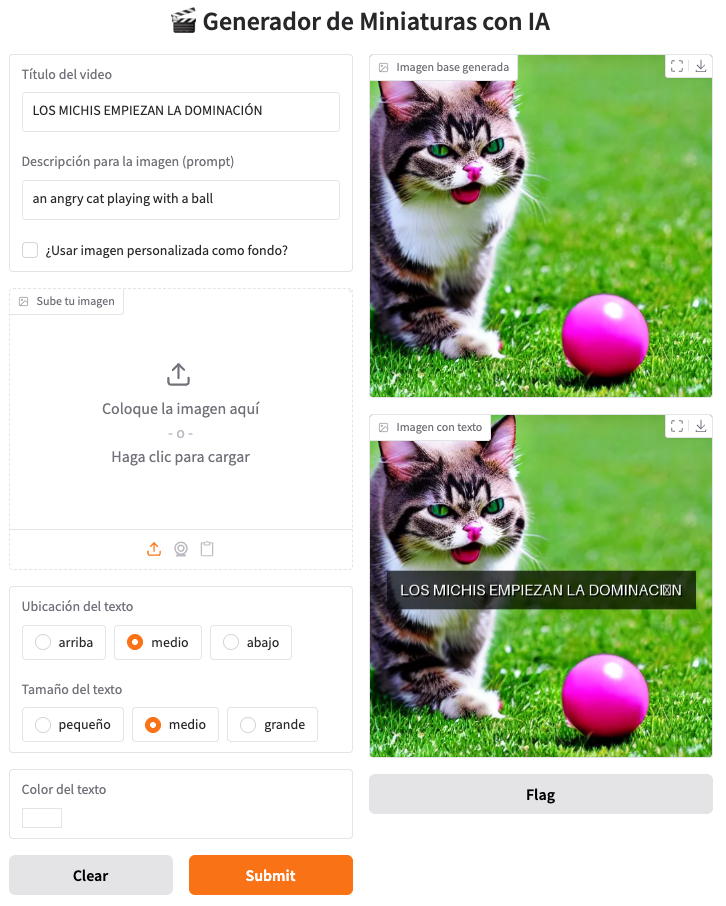 🎬 Generador de Miniaturas con IA
Título del video
LOS MICHIS EMPIEZAN LA DOMINACIÓN
Descripción para la imagen (prompt)
an angry cat playing with a ball
¿Usar imagen personalizada como fondo?
Sube tu imagen
Coloque la imagen aquí
- o -
Haga clic para cargar
Ubicación del texto
arriba
medio
abajo
Tamaño del texto
pequeño
medio
grande
Color del texto
Clear
Submit
Imagen base generada
Imagen con texto
LOS MICHIS EMPIEZAN LA DOMINACI▯N
Flag